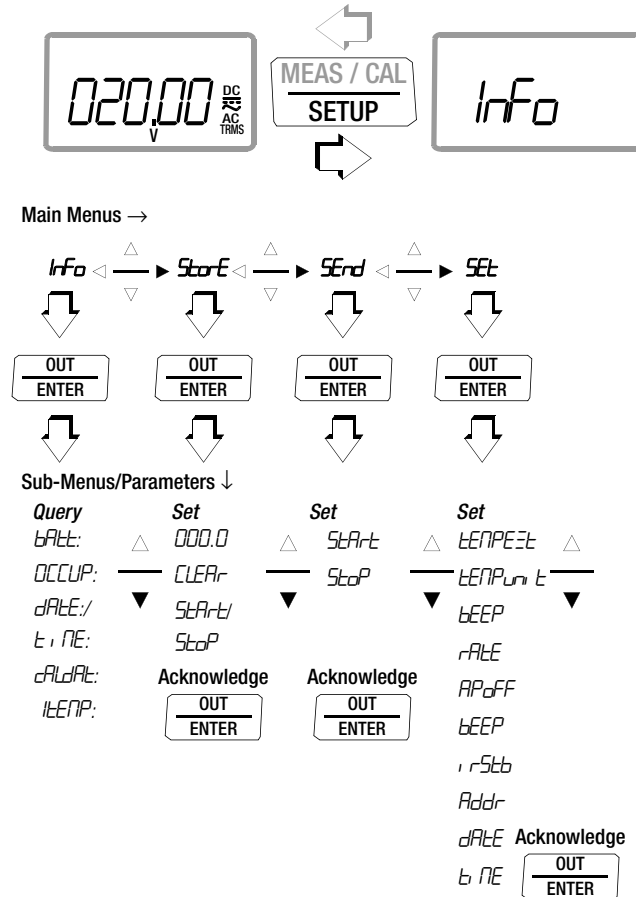 MEAS / CAL
SETUP
020.00 V DC AC TRMS
InFo
Main Menus →
InFo StorE SEnd SEt
OUT OUT OUT OUT
ENTER ENTER ENTER ENTER
Sub-Menus/Parameters ↓
Query Set Set Set
bAtt: 000.0 StArt tEMPEXt
OCCUP: CLEAr StoP tEMPunit
dAtE:/ StArt/ bEEP
tiME: StoP rAtE
cALdAt: Acknowledge Acknowledge APoFF
ItEMP: OUT OUT bEEP
ENTER ENTER irStb
Addr
dAtE Acknowledge
tiME OUT
ENTER